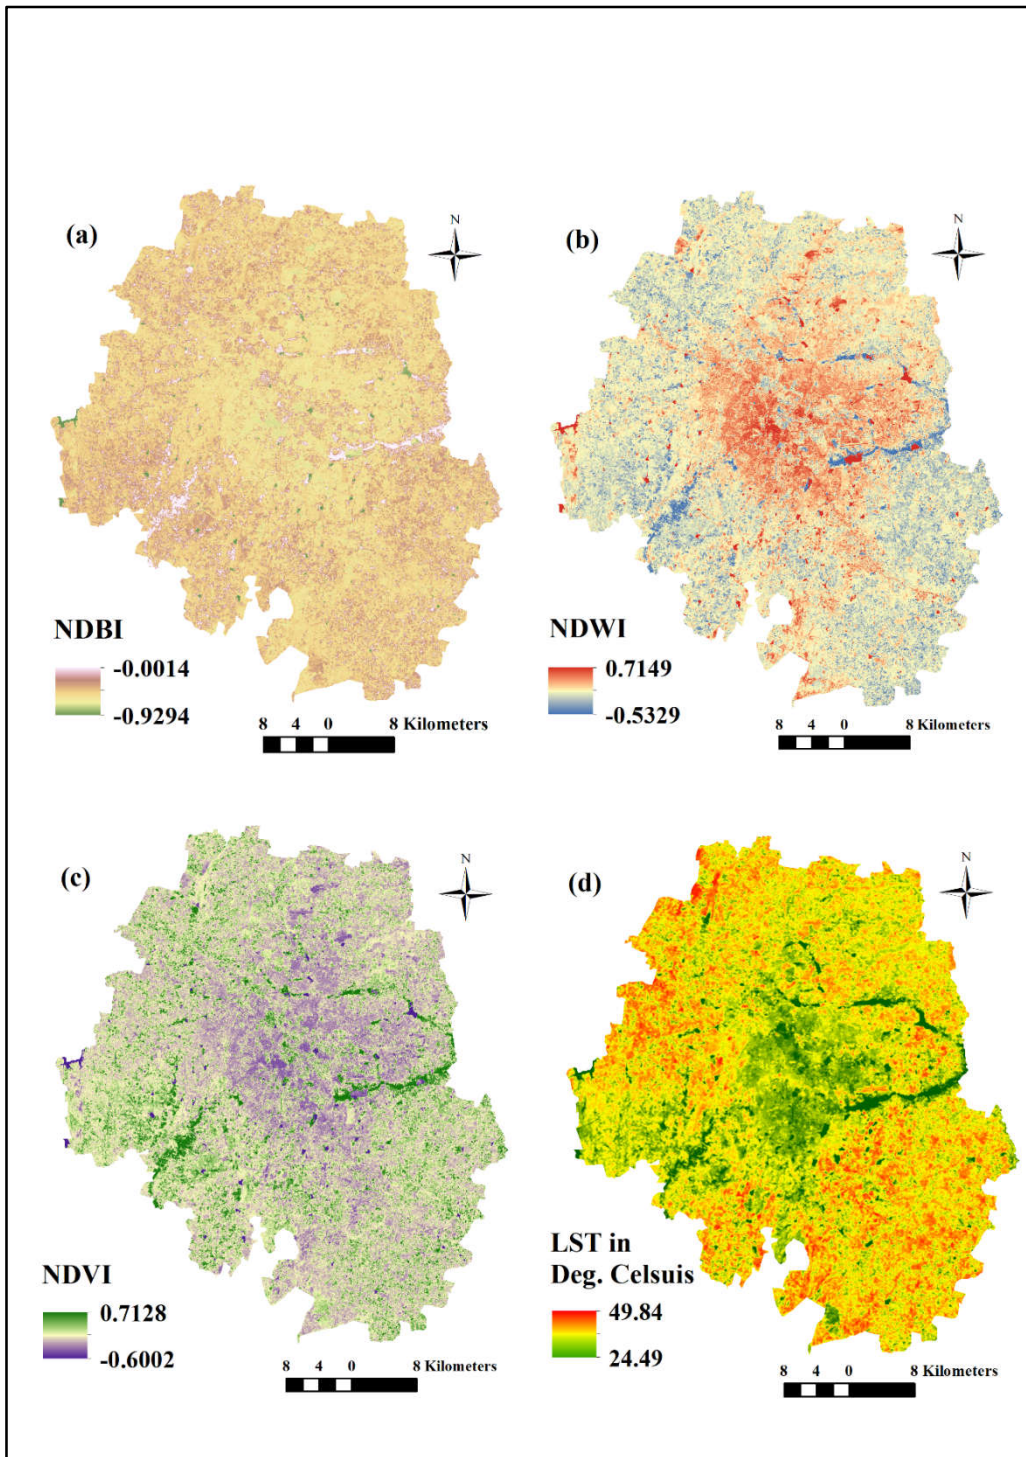 (a)
N
NDBI
-0.0014
-0.9294
8 4 0 8 Kilometers
(b)
N
NDWI
0.7149
-0.5329
8 4 0 8 Kilometers
(c)
N
NDVI
0.7128
-0.6002
8 4 0 8 Kilometers
(d)
N
LST in
Deg. Celsuis
49.84
24.49
8 4 0 8 Kilometers